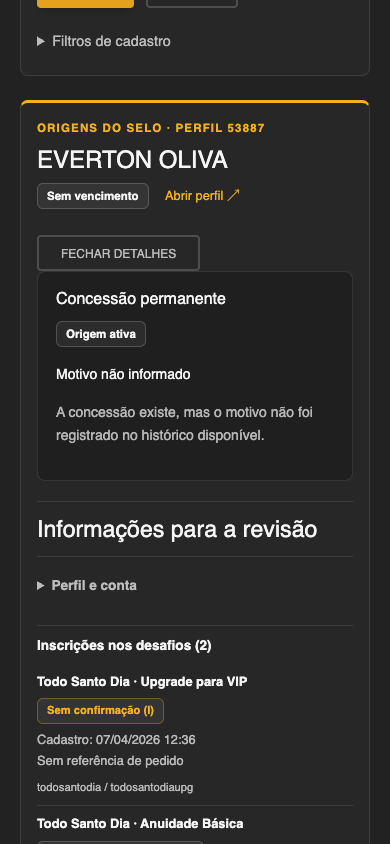 Filtros de cadastro
ORIGENS DO SELO · PERFIL 53887
EVERTON OLIVA
Sem vencimento
Abrir perfil ↗
FECHAR DETALHES
Concessão permanente
Origem ativa
Motivo não informado
A concessão existe, mas o motivo não foi
registrado no histórico disponível.
Informações para a revisão
Perfil e conta
Inscrições nos desafios (2)
Todo Santo Dia · Upgrade para VIP
Sem confirmação (I)
Cadastro: 07/04/2026 12:36
Sem referência de pedido
todosantodia / todosantodiaupg
Todo Santo Dia · Anuidade Básica